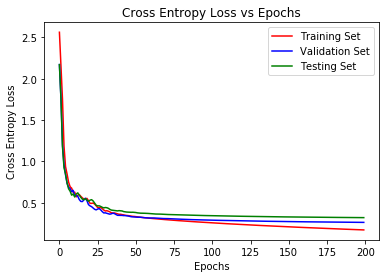 Cross Entropy Loss vs Epochs
Training Set
Validation Set
Testing Set
2.5
2.0
1.5
1.0
0.5
Cross Entropy Loss
0
25
50
75
100
125
150
175
200
Epochs